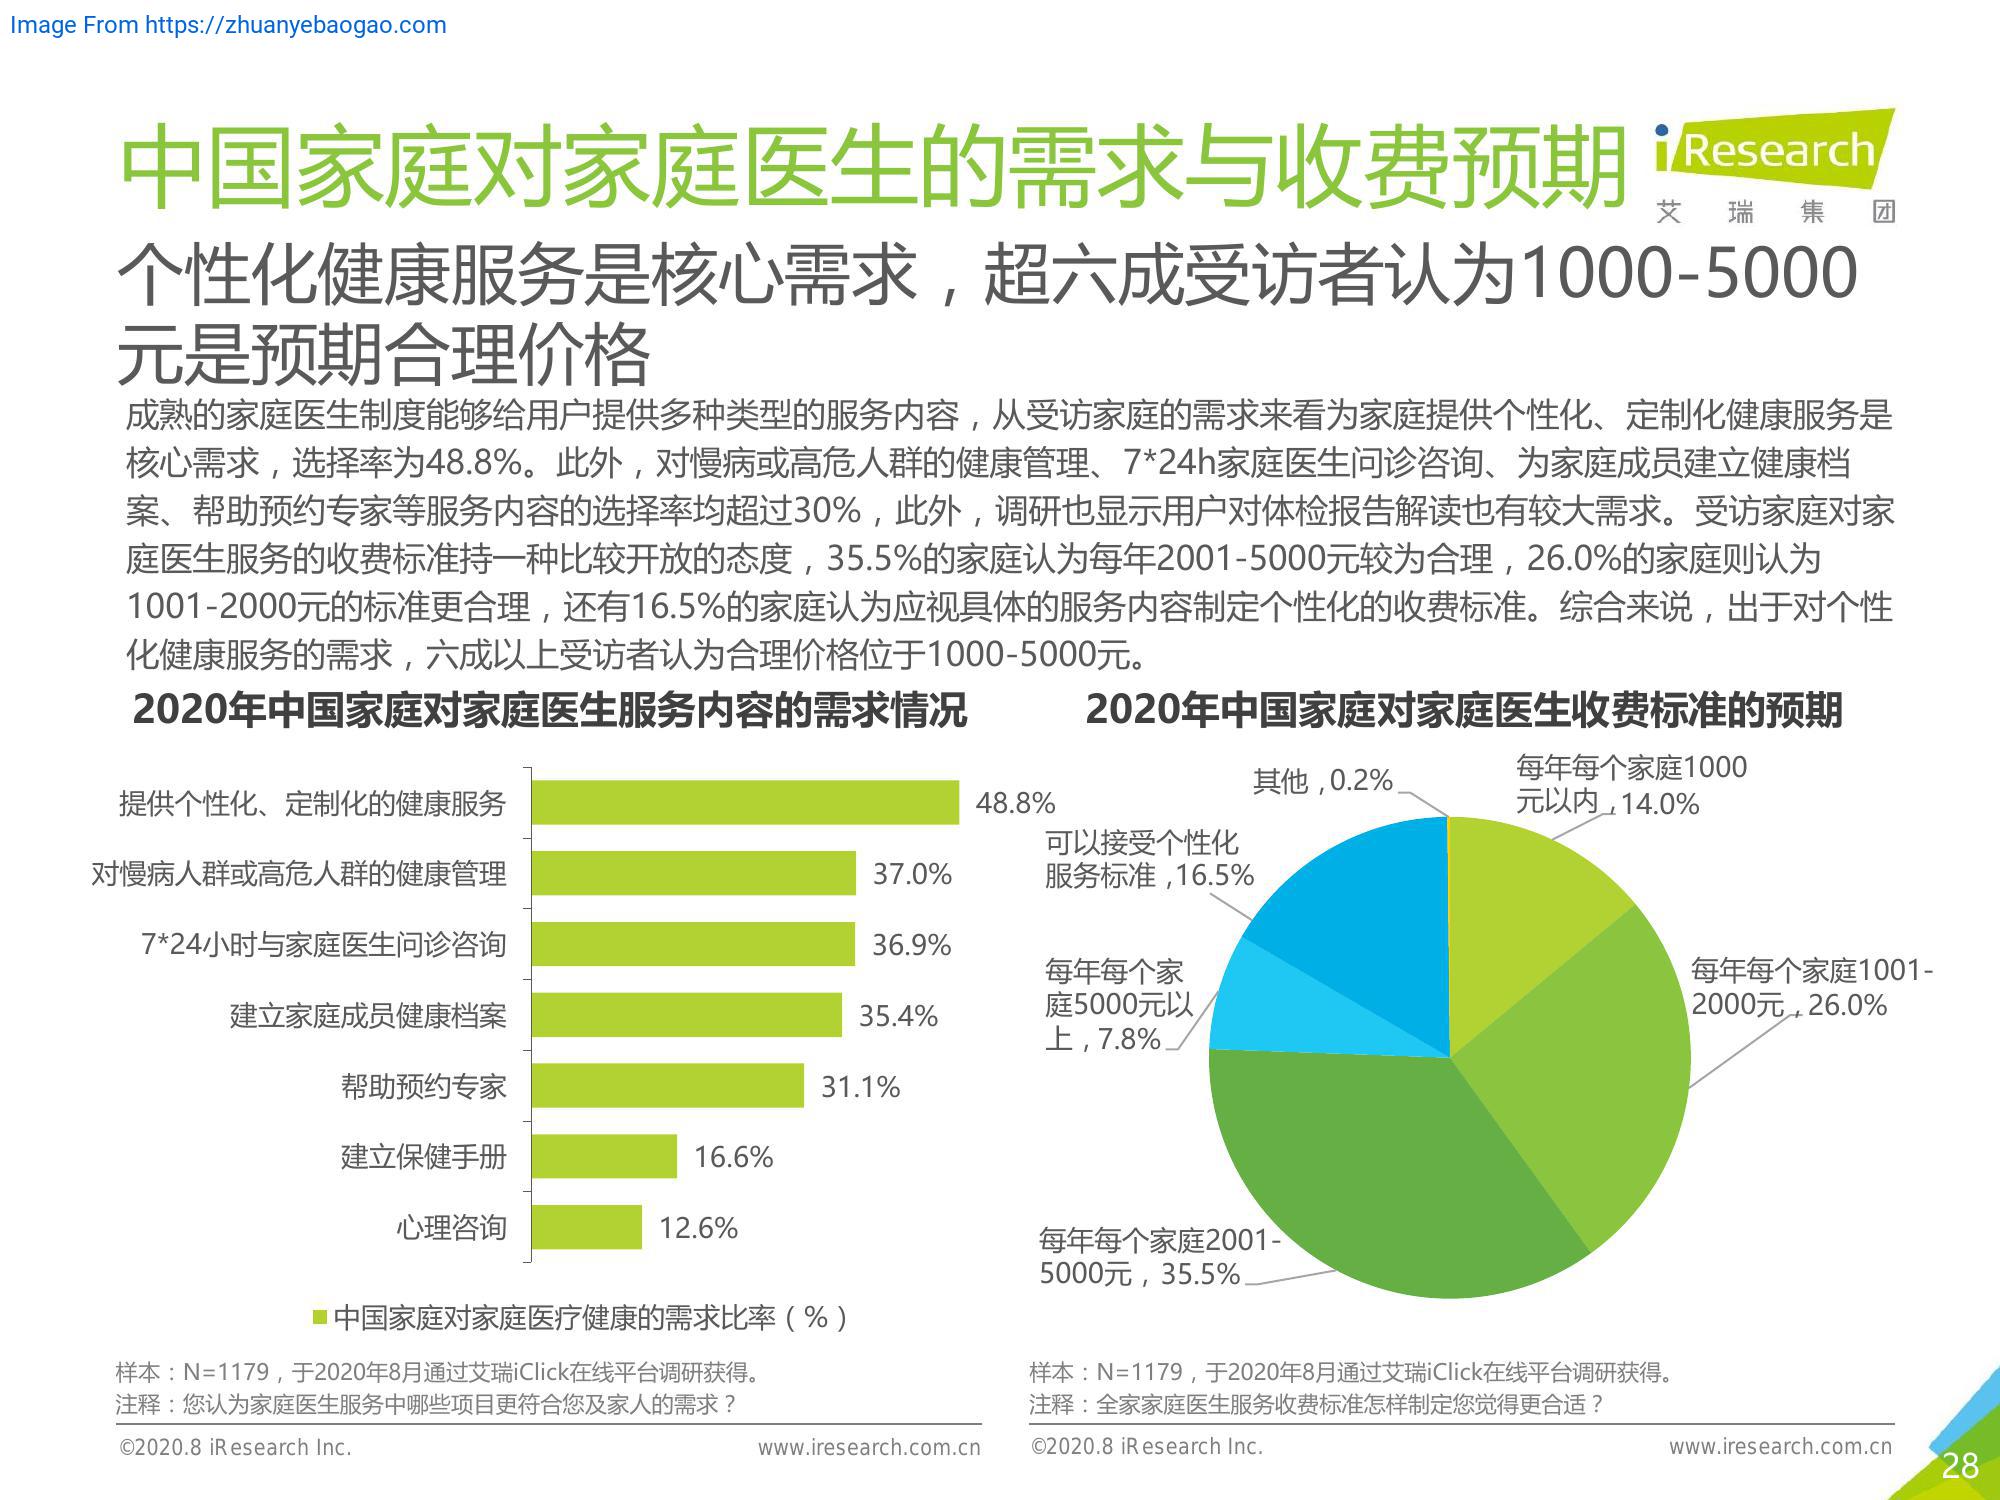 Image From https://zhuanyebaogao.com
中国家庭对家庭医生的需求与收费预期
iResearch
艾瑞集团
个性化健康服务是核心需求，超六成受访者认为1000-5000
元是预期合理价格
成熟的家庭医生制度能够给用户提供多种类型的服务内容，从受访家庭的需求来看为家庭提供个性化、定制化健康服务是
核心需求，选择率为48.8%。此外，对慢病或高危人群的健康管理、7*24h家庭医生问诊咨询、为家庭成员建立健康档
案、帮助预约专家等服务内容的选择率均超过30%，此外，调研也显示用户对体检报告解读也有较大需求。受访家庭对家
庭医生服务的收费标准持一种比较开放的态度，35.5%的家庭认为每年2001-5000元较为合理，26.0%的家庭则认为
1001-2000元的标准更合理，还有16.5%的家庭认为应视具体的服务内容制定个性化的收费标准。综合来说，出于对个性
化健康服务的需求，六成以上受访者认为合理价格位于1000-5000元。
2020年中国家庭对家庭医生服务内容的需求情况
提供个性化、定制化的健康服务 48.8%
对慢病人群或高危人群的健康管理 37.0%
7*24小时与家庭医生问诊咨询 36.9%
建立家庭成员健康档案 35.4%
帮助预约专家 31.1%
建立保健手册 16.6%
心理咨询 12.6%
中国家庭对家庭医疗健康的需求比率（%）
样本：N=1179，于2020年8月通过艾瑞iClick在线平台调研获得。
注释：您认为家庭医生服务中哪些项目更符合您及家人的需求？
©2020.8 iResearch Inc. www.iresearch.com.cn
2020年中国家庭对家庭医生收费标准的预期
其他，0.2%
每年每个家庭1000
元以内，14.0%
可以接受个性化
服务标准，16.5%
每年每个家
庭5000元以
上，7.8%
每年每个家庭1001-
2000元，26.0%
每年每个家庭2001-
5000元，35.5%
样本：N=1179，于2020年8月通过艾瑞iClick在线平台调研获得。
注释：全家家庭医生服务收费标准怎样制定您觉得更合适？
©2020.8 iResearch Inc. www.iresearch.com.cn
28